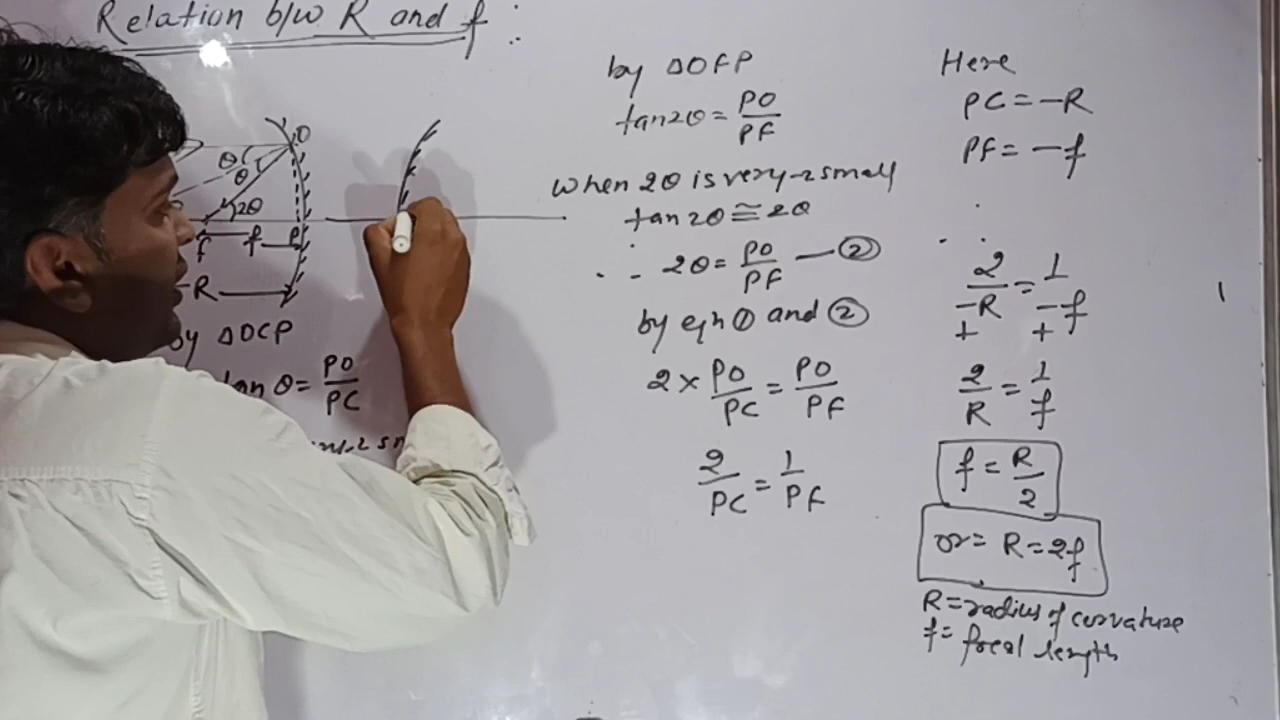 Relation b/w R and f :
O
θ
θ
2θ
F f P
R
by ΔOCP
tan θ = PO/PC
by ΔOFP
tan2θ = PO/PF
When 2θ is very-2 small
tan 2θ ≅ 2θ
∴ 2θ = PO/PF — ②
by eqn ① and ②
2 × PO/PC = PO/PF
2/PC = 1/PF
Here
PC = -R
PF = -f
∴
2/-R = 1/-f
+ +
2/R = 1/f
f = R/2
or = R = 2f
R = radius of curvature
f = focal length